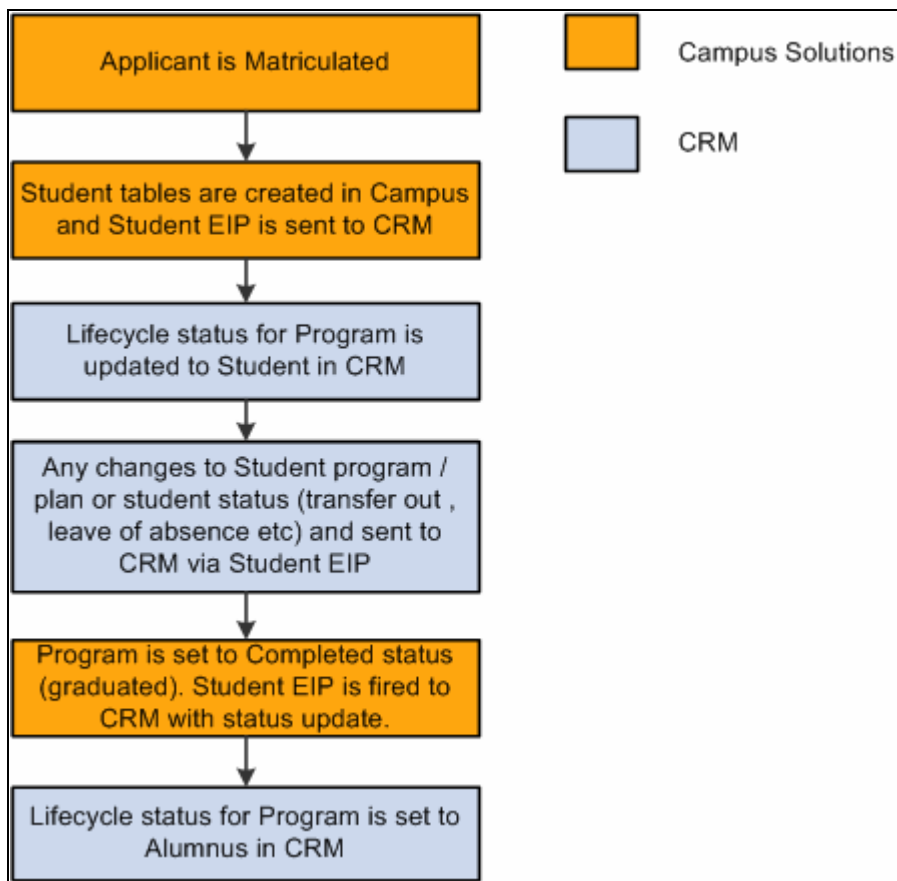 Applicant is Matriculated
Campus Solutions
CRM
Student tables are created in Campus
and Student EIP is sent to CRM
Lifecycle status for Program is
updated to Student in CRM
Any changes to Student program /
plan or student status (transfer out ,
leave of absence etc) and sent to
CRM via Student EIP
Program is set to Completed status
(graduated). Student EIP is fired to
CRM with status update.
Lifecycle status for Program is set to
Alumnus in CRM